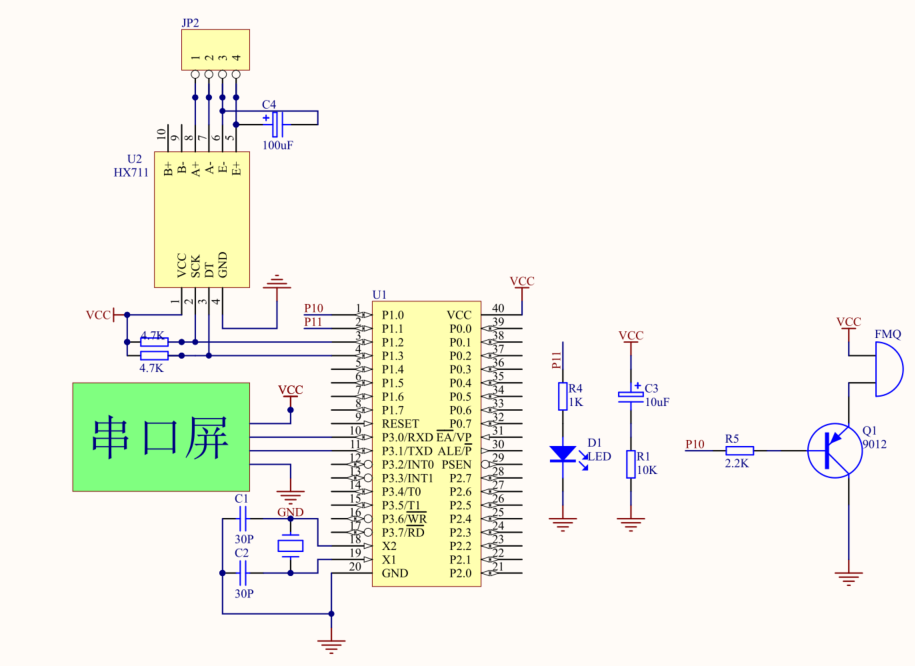 JP2
1 2 3 4
C4
+
100uF
10 9 8 7 6 5
U2
HX711
B+ B- A+ A- E- E+
VCC SCK DT GND
1 2 3 4
VCC
4.7K
4.7K
串口屏
VCC
GND
C1
30P
C2
30P
U1
P10
P11
1 P1.0
2 P1.1
3 P1.2
4 P1.3
5 P1.4
6 P1.5
7 P1.6
8 P1.7
9 RESET
10 P3.0/RXD
11 P3.1/TXD
12 P3.2/INT0
13 P3.3/INT1
14 P3.4/T0
15 P3.5/T1
16 P3.6/WR
17 P3.7/RD
18 X2
19 X1
20 GND
VCC
VCC 40
P0.0 39
P0.1 38
P0.2 37
P0.3 36
P0.4 35
P0.5 34
P0.6 33
P0.7 32
EA/VP 31
ALE/P 30
PSEN 29
P2.7 28
P2.6 27
P2.5 26
P2.4 25
P2.3 24
P2.2 23
P2.1 22
P2.0 21
P11
R4
1K
D1
LED
VCC
+
C3
10uF
R1
10K
P10
R5
2.2K
VCC
FMQ
Q1
9012